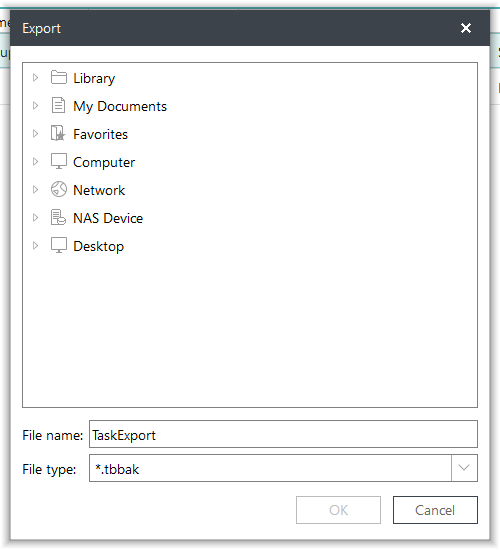 Export
Library
My Documents
Favorites
Computer
Network
NAS Device
Desktop
File name: TaskExport
File type: *.tbbak
OK Cancel